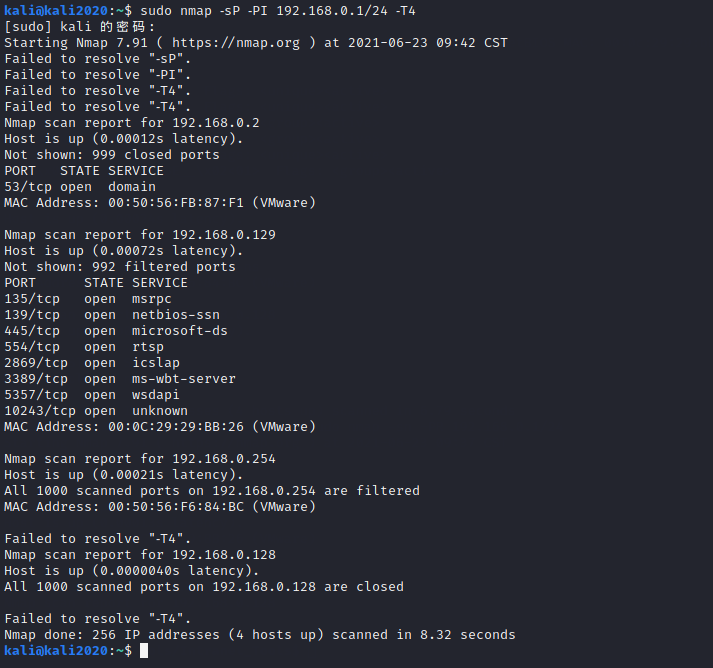 kali@kali2020:~$ sudo nmap -sP -PI 192.168.0.1/24 -T4
[sudo] kali 的密码：
Starting Nmap 7.91 ( https://nmap.org ) at 2021-06-23 09:42 CST
Failed to resolve "-sP".
Failed to resolve "-PI".
Failed to resolve "-T4".
Failed to resolve "-T4".
Nmap scan report for 192.168.0.2
Host is up (0.00012s latency).
Not shown: 999 closed ports
PORT   STATE SERVICE
53/tcp open  domain
MAC Address: 00:50:56:FB:87:F1 (VMware)

Nmap scan report for 192.168.0.129
Host is up (0.00072s latency).
Not shown: 992 filtered ports
PORT      STATE SERVICE
135/tcp   open  msrpc
139/tcp   open  netbios-ssn
445/tcp   open  microsoft-ds
554/tcp   open  rtsp
2869/tcp  open  icslap
3389/tcp  open  ms-wbt-server
5357/tcp  open  wsdapi
10243/tcp open  unknown
MAC Address: 00:0C:29:29:BB:26 (VMware)

Nmap scan report for 192.168.0.254
Host is up (0.00021s latency).
All 1000 scanned ports on 192.168.0.254 are filtered
MAC Address: 00:50:56:F6:84:BC (VMware)

Failed to resolve "-T4".
Nmap scan report for 192.168.0.128
Host is up (0.0000040s latency).
All 1000 scanned ports on 192.168.0.128 are closed

Failed to resolve "-T4".
Nmap done: 256 IP addresses (4 hosts up) scanned in 8.32 seconds
kali@kali2020:~$